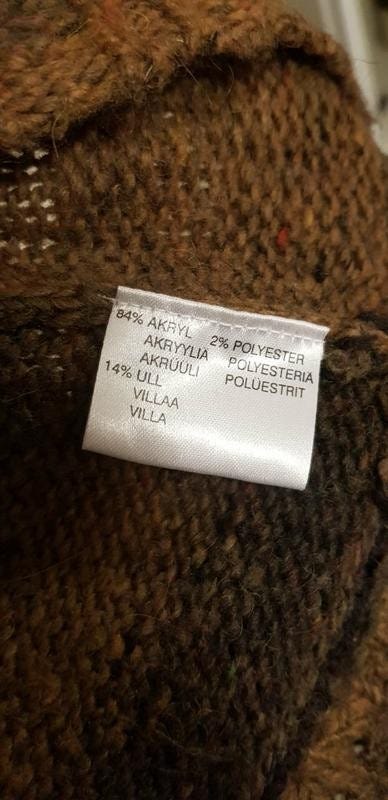 84% AKRYL
AKRYYLIA
AKRÜÜLI
14% ULL
VILLAA
VILLA
2% POLYESTER
POLYESTERIA
POLÜESTRIT